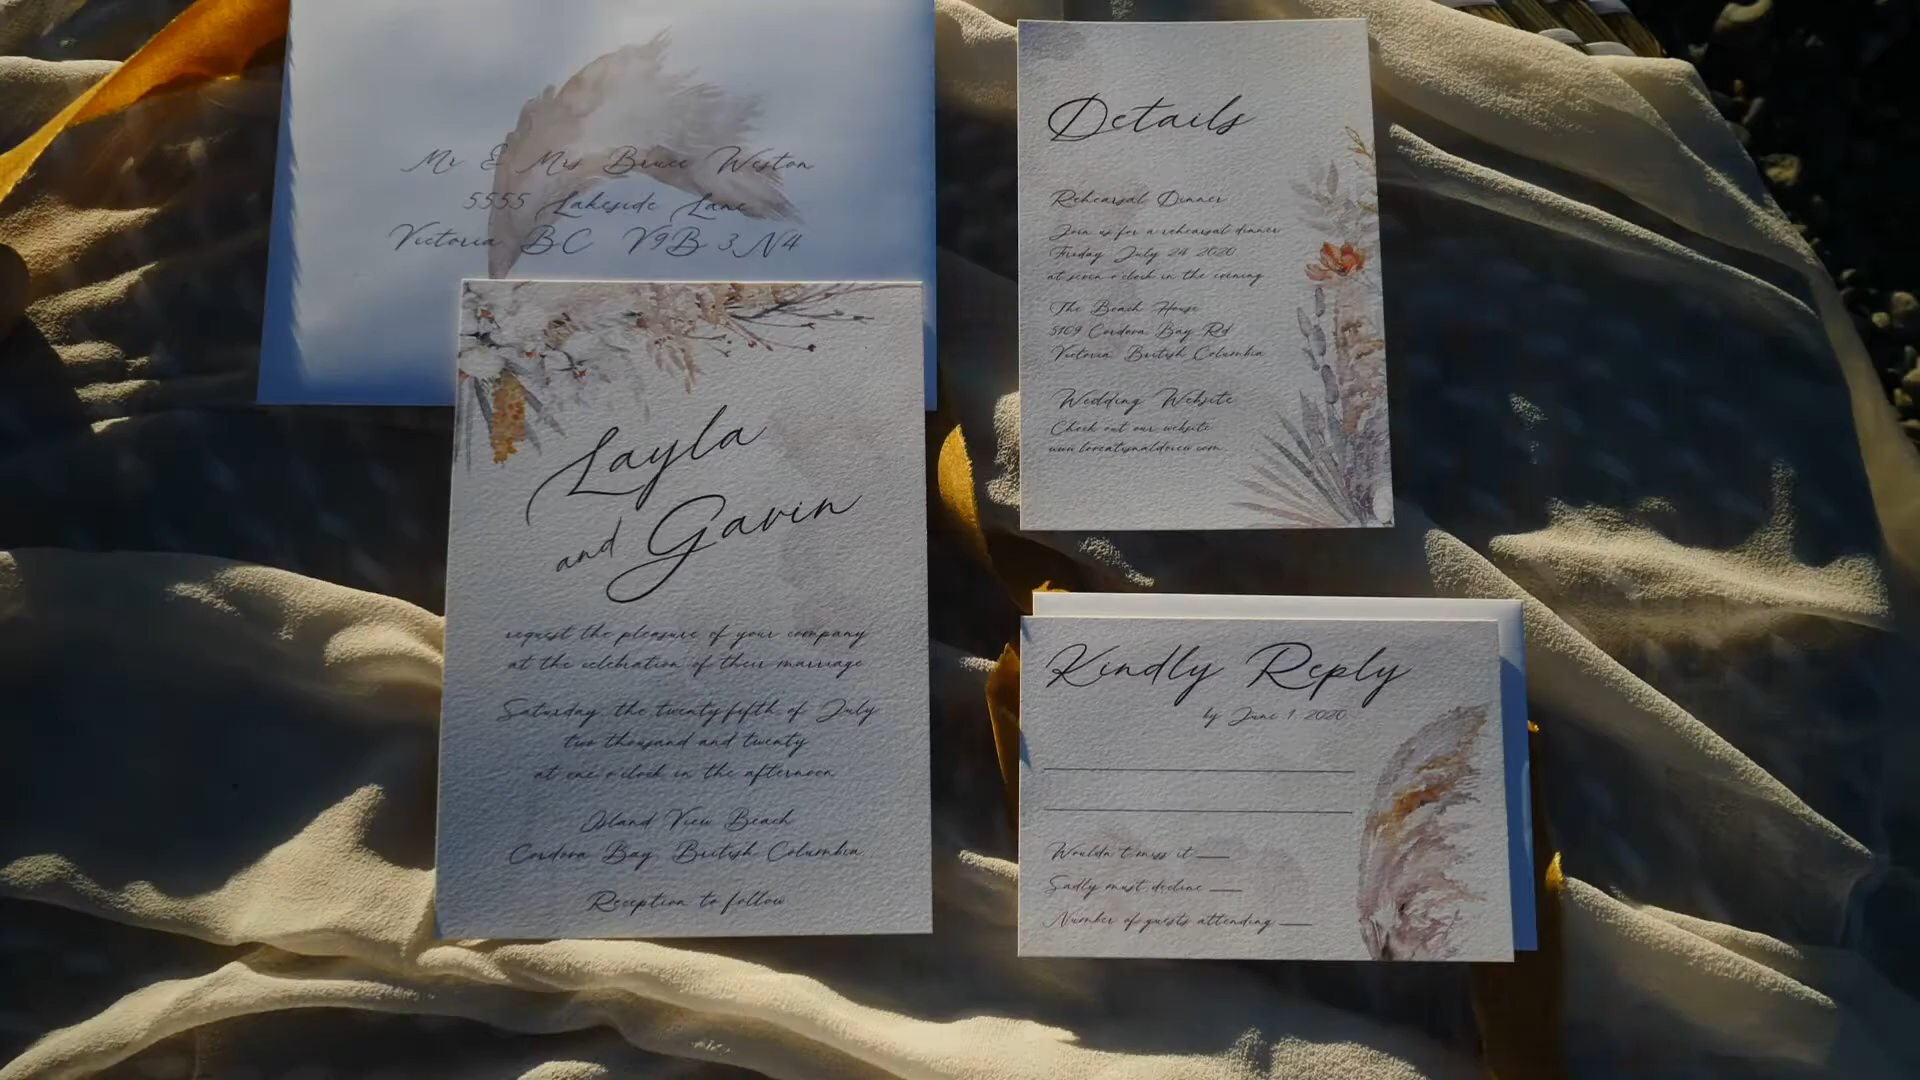 Mr & Mrs Bruce Weston
5555 Lakeside Lane
Victoria BC V9B 3N4
Layla
and Gavin
request the pleasure of your company
at the celebration of their marriage
Saturday, the twenty fifth of July
two thousand and twenty
at one o'clock in the afternoon
Island View Beach
Cordova Bay, British Columbia
Reception to follow
Details
Rehearsal Dinner
Join us for a rehearsal dinner
Friday July 24 2020
at seven o'clock in the evening
The Beach House
5109 Cordova Bay Rd
Victoria, British Columbia
Wedding Website
Check out our website
Kindly Reply
by June 1, 2020
Wouldn't miss it
Sadly must decline
Number of guests attending